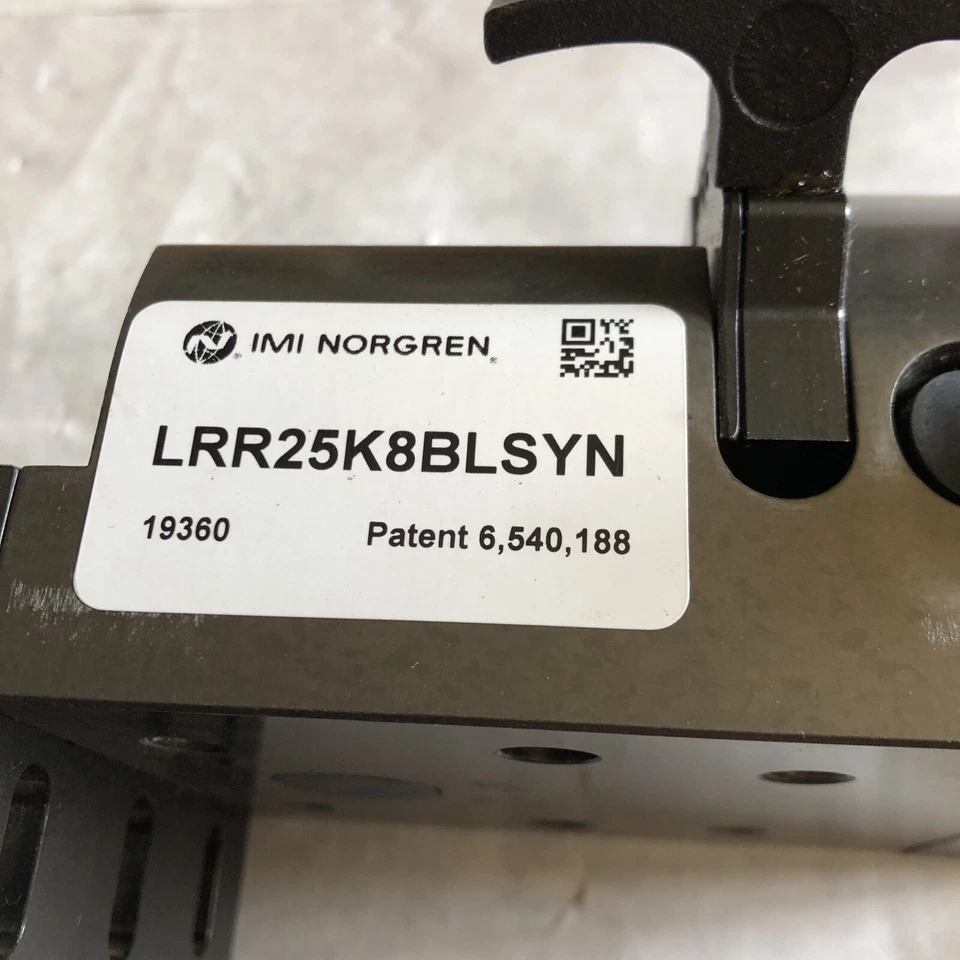 IMI NORGREN®
LRR25K8BLSYN
19360
Patent 6,540,188